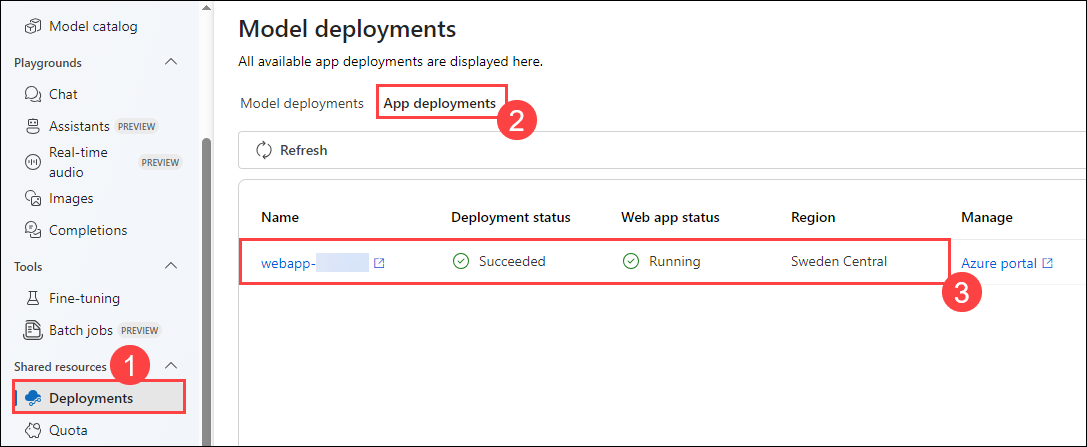 Model catalog
Playgrounds
Chat
Assistants PREVIEW
Real-time
audio PREVIEW
Images
Completions
Tools
Fine-tuning
Batch jobs PREVIEW
Shared resources 1
Deployments
Quota
Model deployments
All available app deployments are displayed here.
Model deployments App deployments 2
Refresh
Name Deployment status Web app status Region Manage
webapp- Succeeded Running Sweden Central Azure portal
3